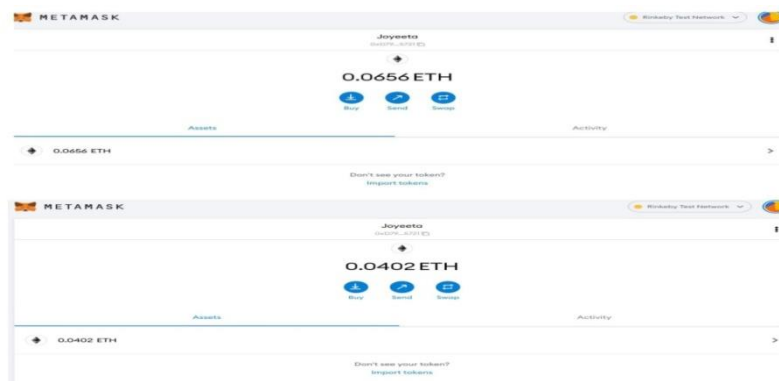 METAMASK
Rinkeby Test Network
Joyeeta
0.0656 ETH
Buy Send Swap
Assets Activity
0.0656 ETH
Don't see your token?
Import tokens
METAMASK
Rinkeby Test Network
Joyeeta
0.0402 ETH
Buy Send Swap
Assets Activity
0.0402 ETH
Don't see your token?
Import tokens